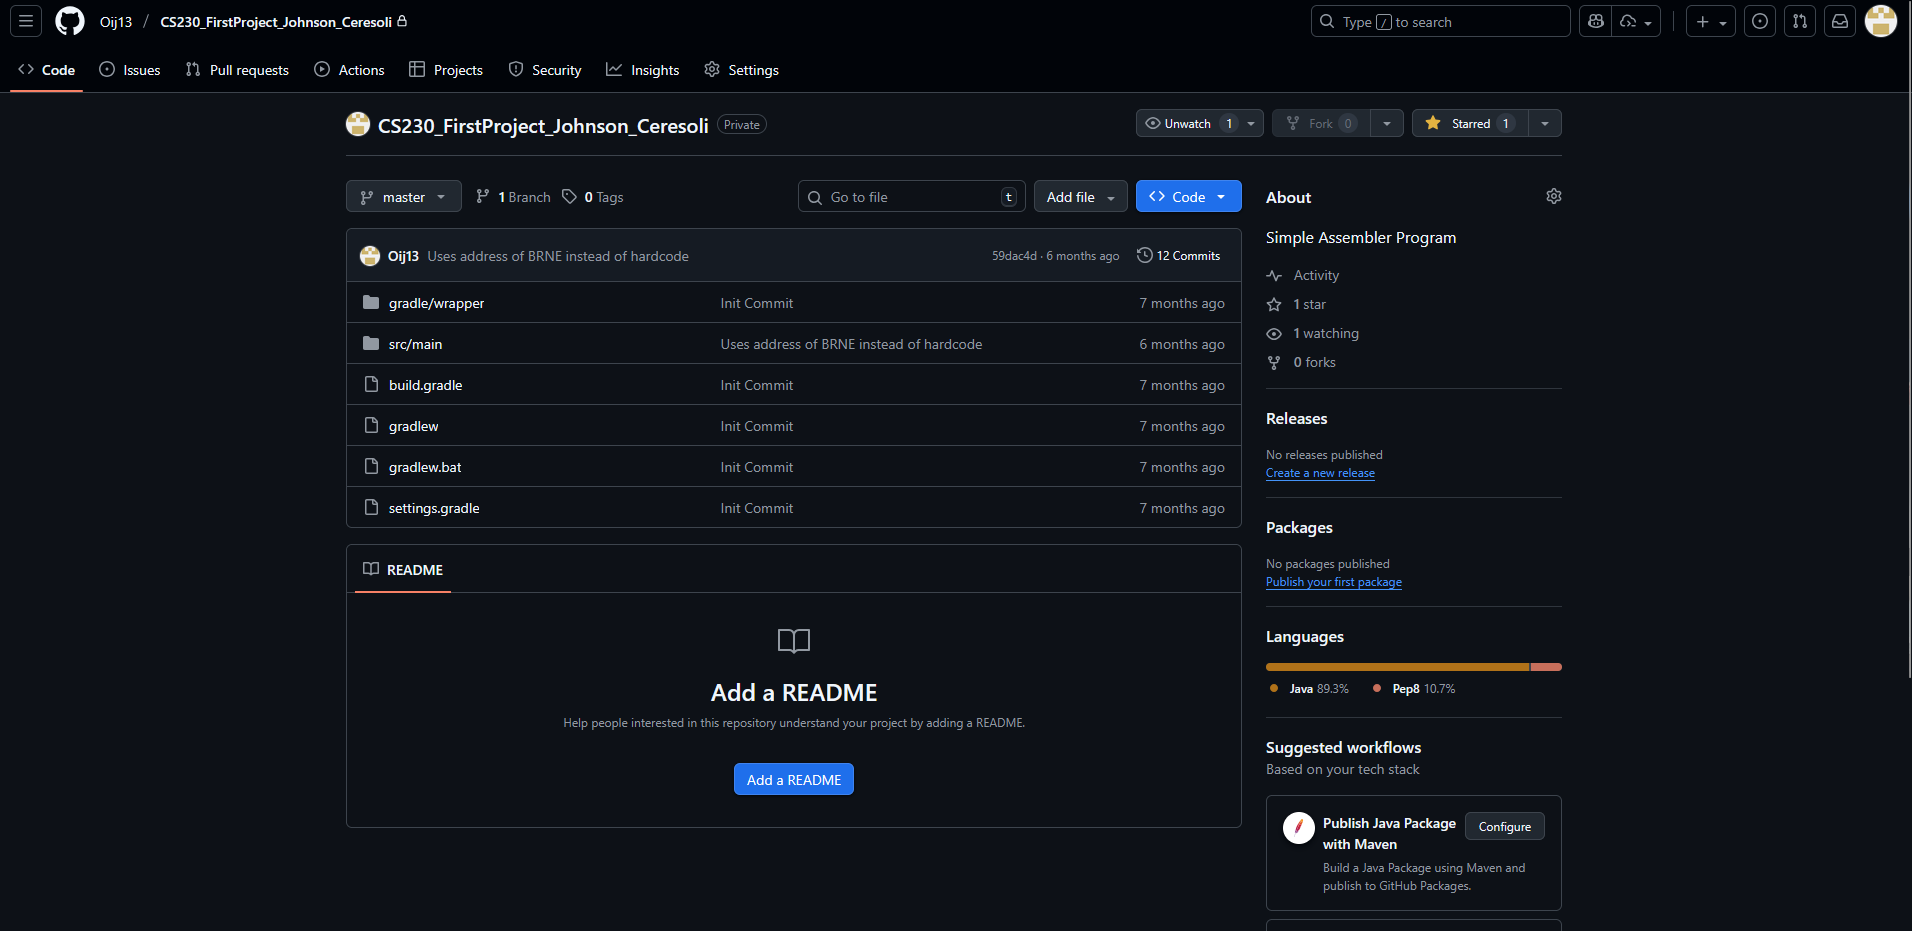 Oij13 / CS230_FirstProject_Johnson_Ceresoli
Type / to search
Code Issues Pull requests Actions Projects Security Insights Settings
CS230_FirstProject_Johnson_Ceresoli Private
Unwatch 1 Fork 0 Starred 1
master 1 Branch 0 Tags
Go to file t Add file Code
Oij13 Uses address of BRNE instead of hardcode 59dac4d · 6 months ago 12 Commits
gradle/wrapper Init Commit 7 months ago
src/main Uses address of BRNE instead of hardcode 6 months ago
build.gradle Init Commit 7 months ago
gradlew Init Commit 7 months ago
gradlew.bat Init Commit 7 months ago
settings.gradle Init Commit 7 months ago
README
Add a README
Help people interested in this repository understand your project by adding a README.
Add a README
About
Simple Assembler Program
Activity
1 star
1 watching
0 forks
Releases
No releases published
Create a new release
Packages
No packages published
Publish your first package
Languages
Java 89.3% Pep8 10.7%
Suggested workflows
Based on your tech stack
Publish Java Package
with Maven
Configure
Build a Java Package using Maven and
publish to GitHub Packages.